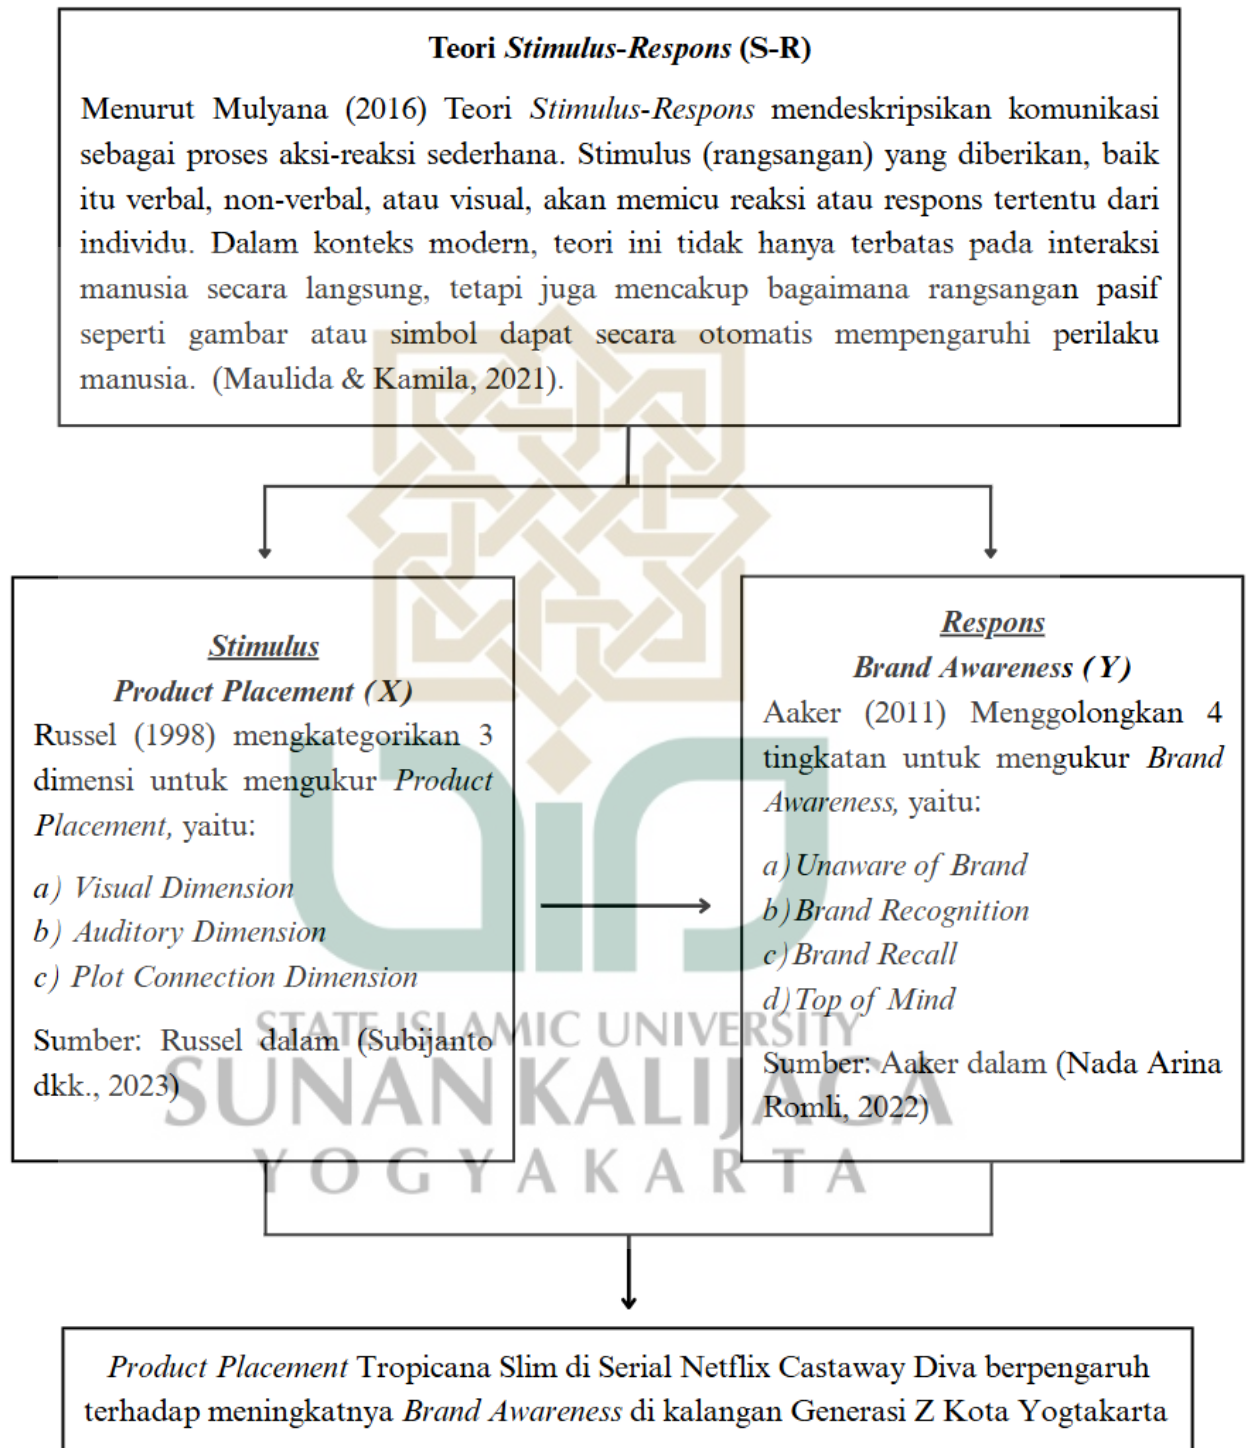 Teori Stimulus-Respons (S-R)
Menurut Mulyana (2016) Teori Stimulus-Respons mendeskripsikan komunikasi
sebagai proses aksi-reaksi sederhana. Stimulus (rangsangan) yang diberikan, baik
itu verbal, non-verbal, atau visual, akan memicu reaksi atau respons tertentu dari
individu. Dalam konteks modern, teori ini tidak hanya terbatas pada interaksi
manusia secara langsung, tetapi juga mencakup bagaimana rangsangan pasif
seperti gambar atau simbol dapat secara otomatis mempengaruhi perilaku
manusia. (Maulida & Kamila, 2021).
Stimulus
Product Placement (X)
Russel (1998) mengkategorikan 3
dimensi untuk mengukur Product
Placement, yaitu:
a) Visual Dimension
b) Auditory Dimension
c) Plot Connection Dimension
Sumber: Russel dalam (Subijanto
dkk., 2023)
Respons
Brand Awareness (Y)
Aaker (2011) Menggolongkan 4
tingkatan untuk mengukur Brand
Awareness, yaitu:
a) Unaware of Brand
b) Brand Recognition
c) Brand Recall
d) Top of Mind
Sumber: Aaker dalam (Nada Arina
Romli, 2022)
STATE ISLAMIC UNIVERSITY
SUNAN KALIJAGA
YOGYAKARTA
Product Placement Tropicana Slim di Serial Netflix Castaway Diva berpengaruh
terhadap meningkatnya Brand Awareness di kalangan Generasi Z Kota Yogtakarta